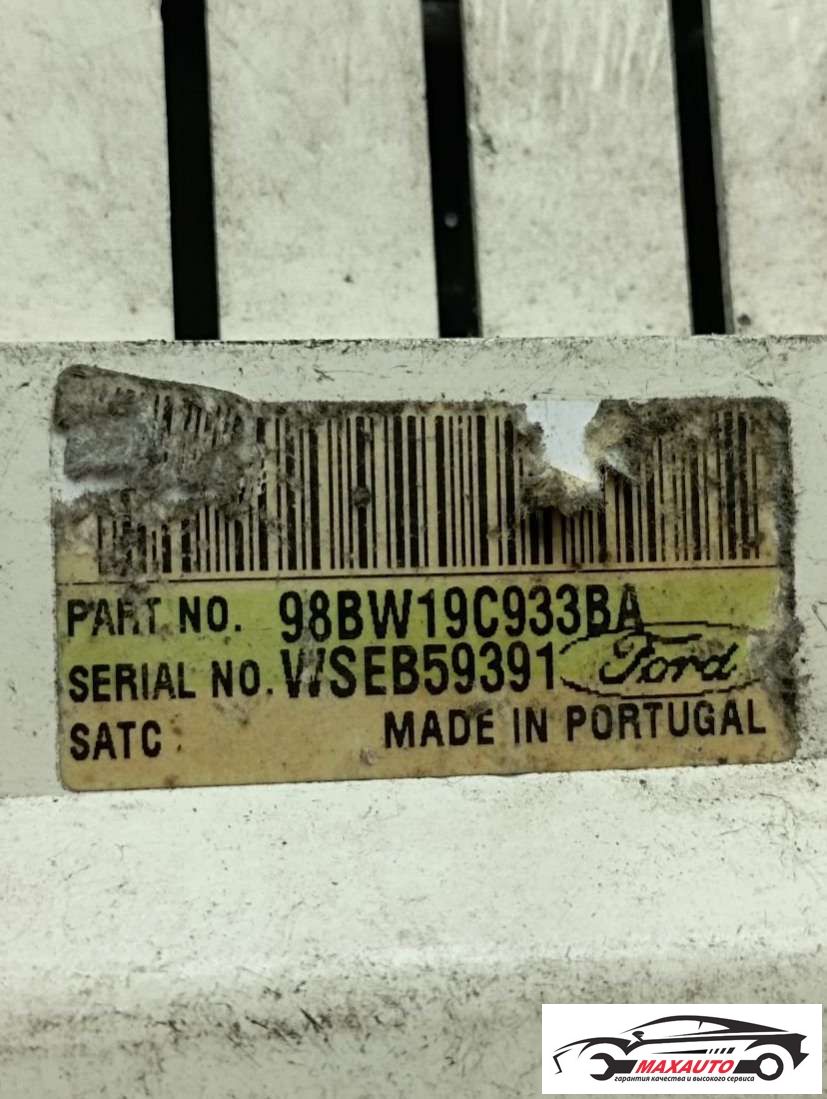 PART NO. 98BW19C933BA
SERIAL NO. WSEB59391 Ford
SATC MADE IN PORTUGAL
MAXAUTO
гарантия качества и высокого сервиса